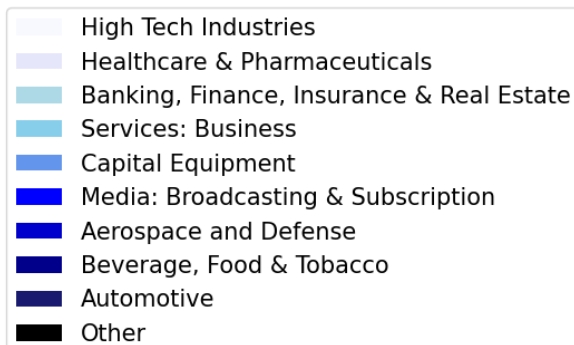 High Tech Industries
Healthcare & Pharmaceuticals
Banking, Finance, Insurance & Real Estate
Services: Business
Capital Equipment
Media: Broadcasting & Subscription
Aerospace and Defense
Beverage, Food & Tobacco
Automotive
Other